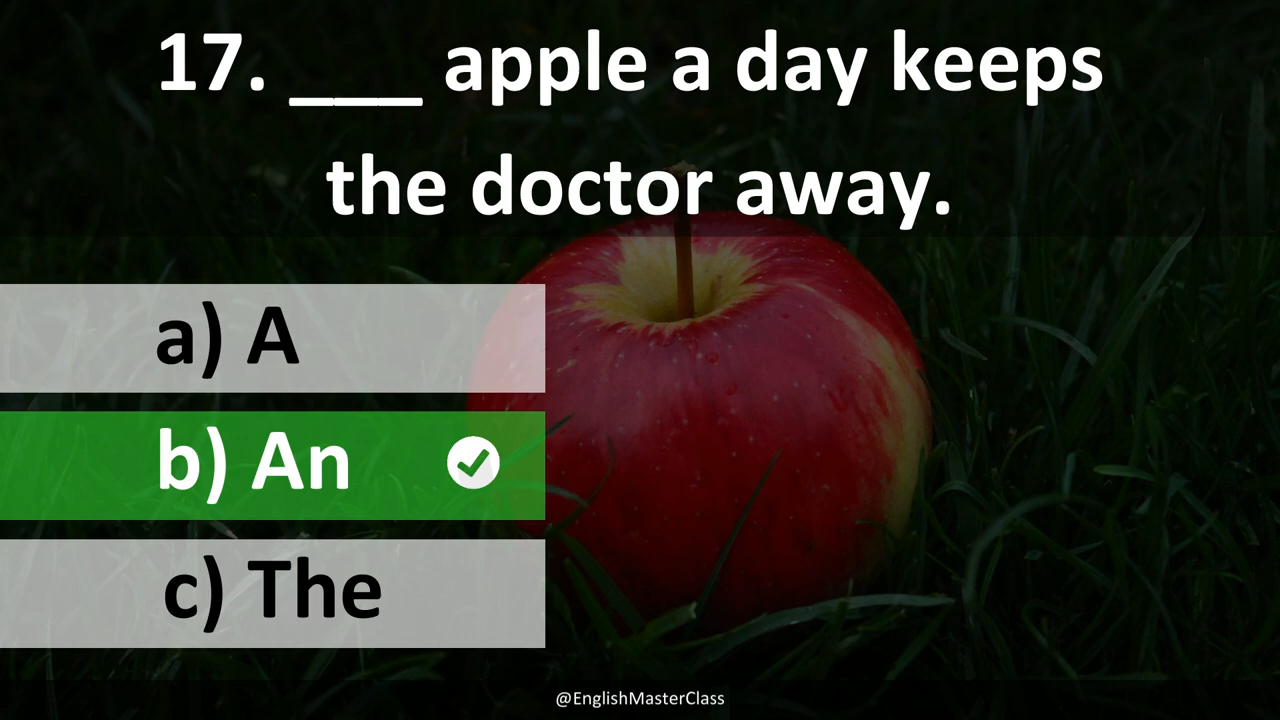 17. ___ apple a day keeps
the doctor away.
a) A
b) An
c) The
@EnglishMasterClass